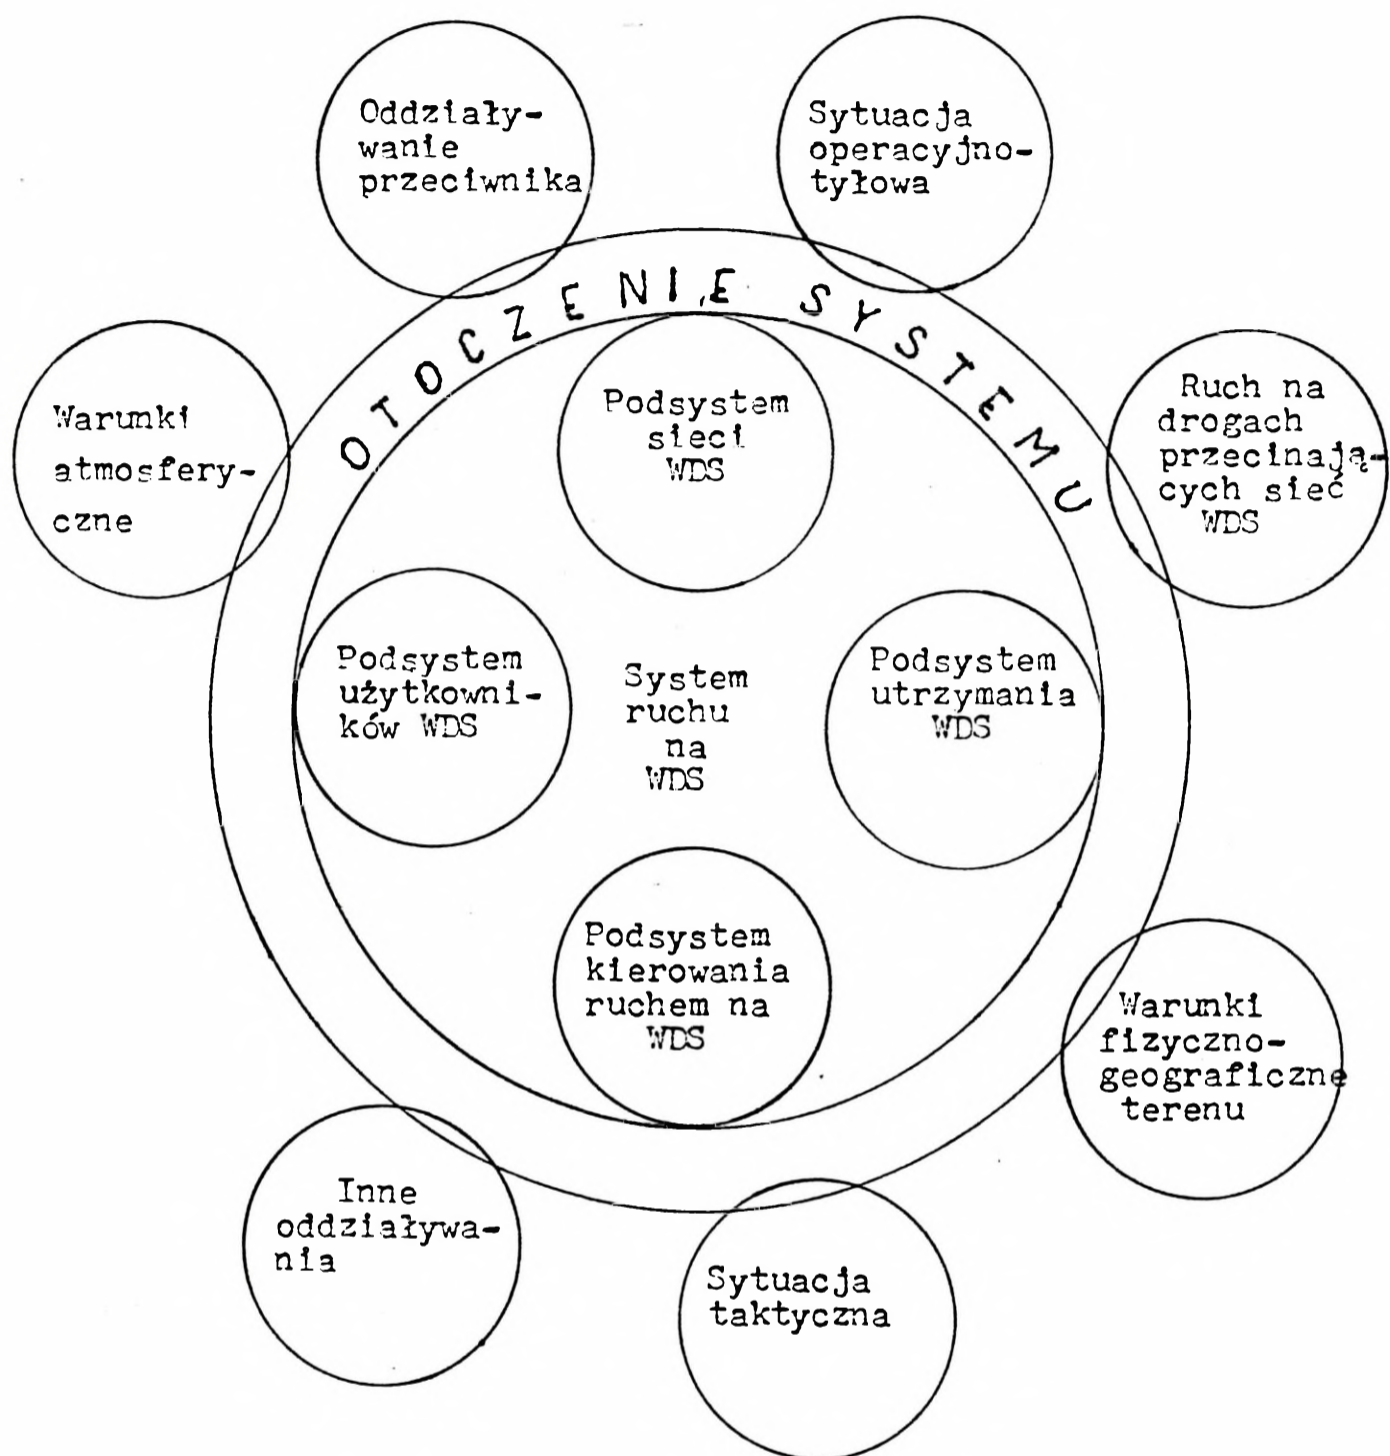 Oddziały-
wanie
przeciwnika
Sytuacja
operacyjno-
tyłowa
OTOCZENIE SYSTEMU
Warunki
atmosfery-
czne
Podsystem
sieci
WDS
Ruch na
drogach
przecinają-
cych sieć
WDS
Podsystem
użytkowni-
ków WDS
System
ruchu
na
WDS
Podsystem
utrzymania
WDS
Podsystem
kierowania
ruchem na
WDS
Warunki
fizyczno-
geograficzne
terenu
Inne
oddziaływa-
nia
Sytuacja
taktyczna